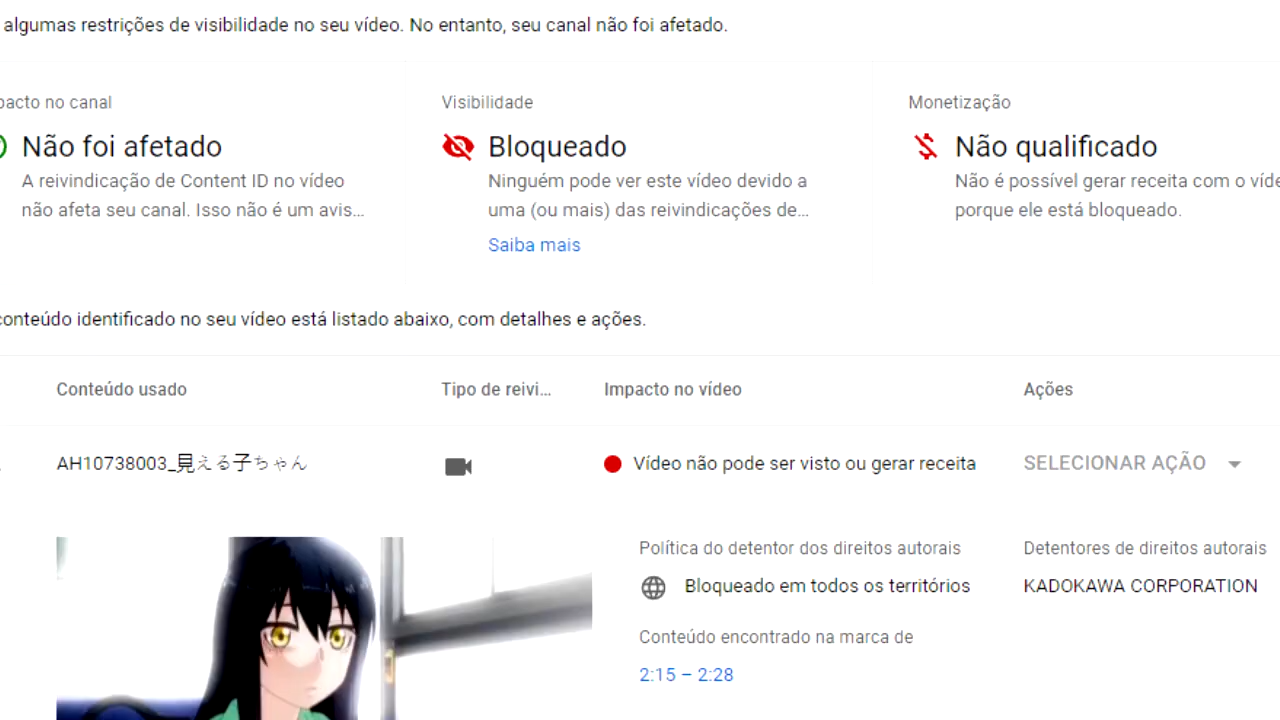 algumas restrições de visibilidade no seu vídeo. No entanto, seu canal não foi afetado.
pacto no canal
Visibilidade
Monetização
Não foi afetado
Bloqueado
Não qualificado
A reivindicação de Content ID no vídeo
Ninguém pode ver este vídeo devido a
Não é possível gerar receita com o víde
não afeta seu canal. Isso não é um avis...
uma (ou mais) das reivindicações de...
porque ele está bloqueado.
Saiba mais
conteúdo identificado no seu vídeo está listado abaixo, com detalhes e ações.
Conteúdo usado
Tipo de reivi...
Impacto no vídeo
Ações
AH10738003_見える子ちゃん
Vídeo não pode ser visto ou gerar receita
SELECIONAR AÇÃO
Política do detentor dos direitos autorais
Detentores de direitos autorais
Bloqueado em todos os territórios
KADOKAWA CORPORATION
Conteúdo encontrado na marca de
2:15 – 2:28